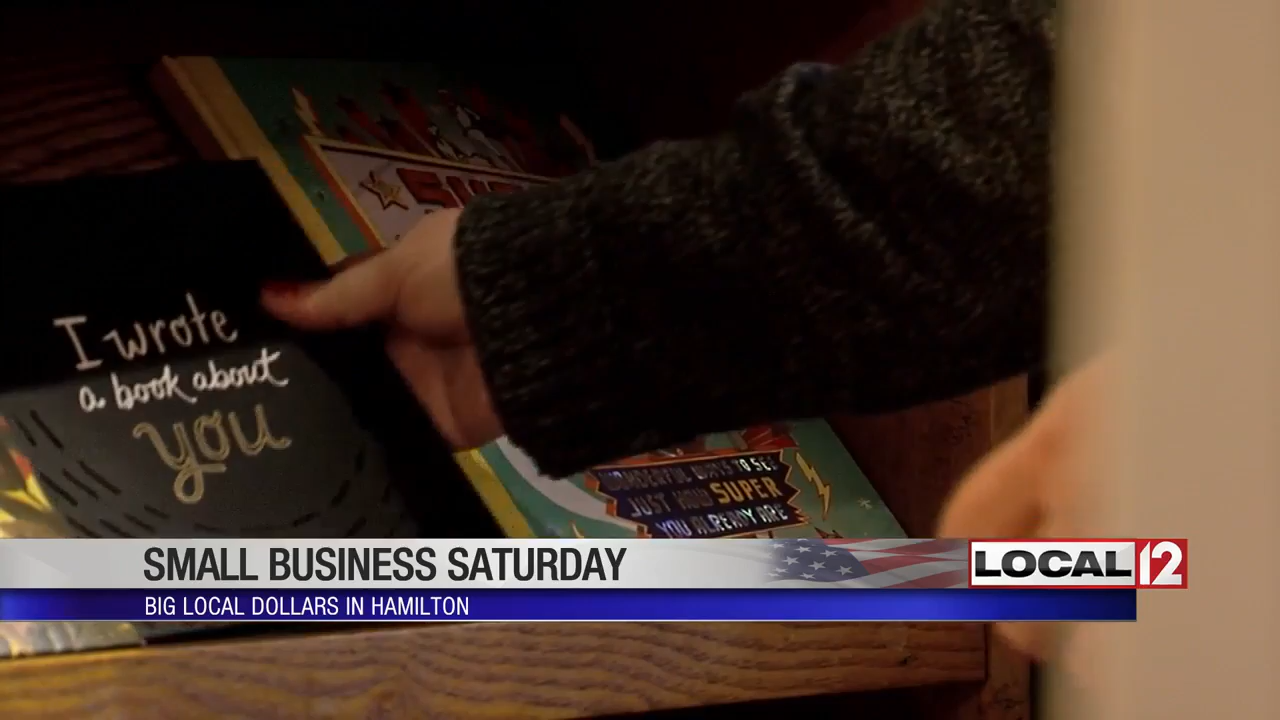 I wrote
a book about
you
WONDERFUL WAYS TO SEE
JUST HOW SUPER
YOU ALREADY ARE
SMALL BUSINESS SATURDAY
BIG LOCAL DOLLARS IN HAMILTON
LOCAL 12